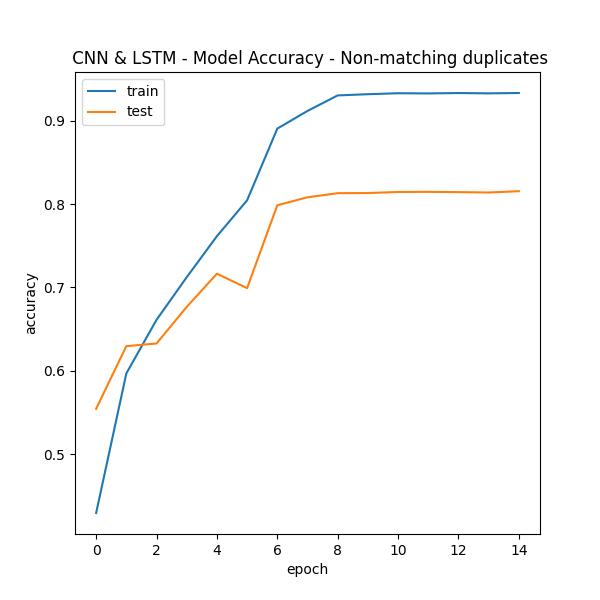 CNN & LSTM - Model Accuracy - Non-matching duplicates
train
test
0.9
0.8
0.7
0.6
0.5
accuracy
0 2 4 6 8 10 12 14
epoch